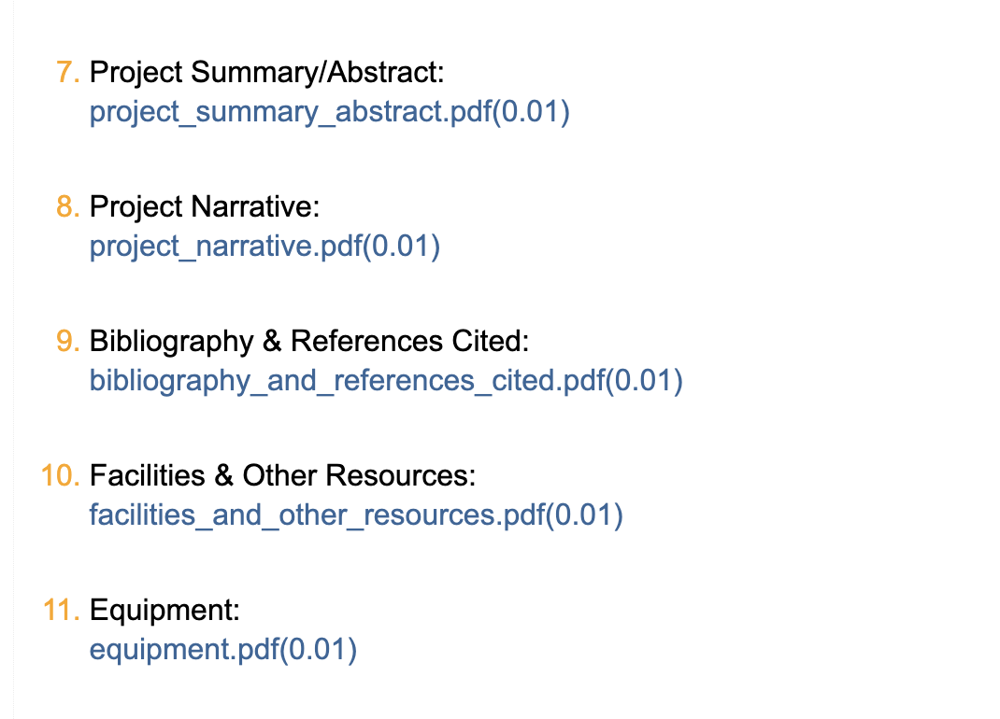 7. Project Summary/Abstract:
project_summary_abstract.pdf(0.01)
8. Project Narrative:
project_narrative.pdf(0.01)
9. Bibliography & References Cited:
bibliography_and_references_cited.pdf(0.01)
10. Facilities & Other Resources:
facilities_and_other_resources.pdf(0.01)
11. Equipment:
equipment.pdf(0.01)